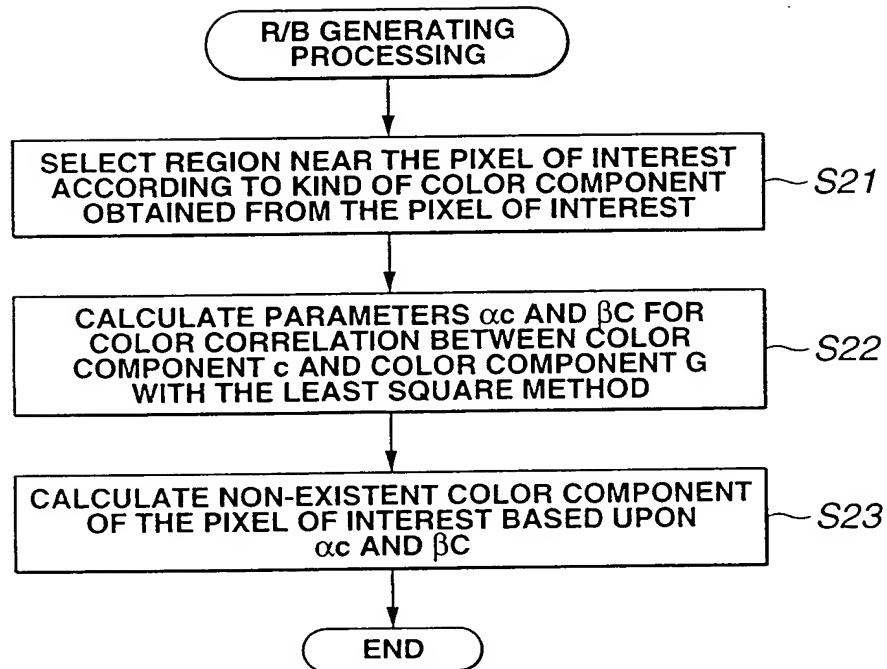 R/B GENERATING
PROCESSING
SELECT REGION NEAR THE PIXEL OF INTEREST
ACCORDING TO KIND OF COLOR COMPONENT
OBTAINED FROM THE PIXEL OF INTEREST
S21
CALCULATE PARAMETERS αc AND βC FOR
COLOR CORRELATION BETWEEN COLOR
COMPONENT c AND COLOR COMPONENT G
WITH THE LEAST SQUARE METHOD
S22
CALCULATE NON-EXISTENT COLOR COMPONENT
OF THE PIXEL OF INTEREST BASED UPON
αc AND βC
S23
END